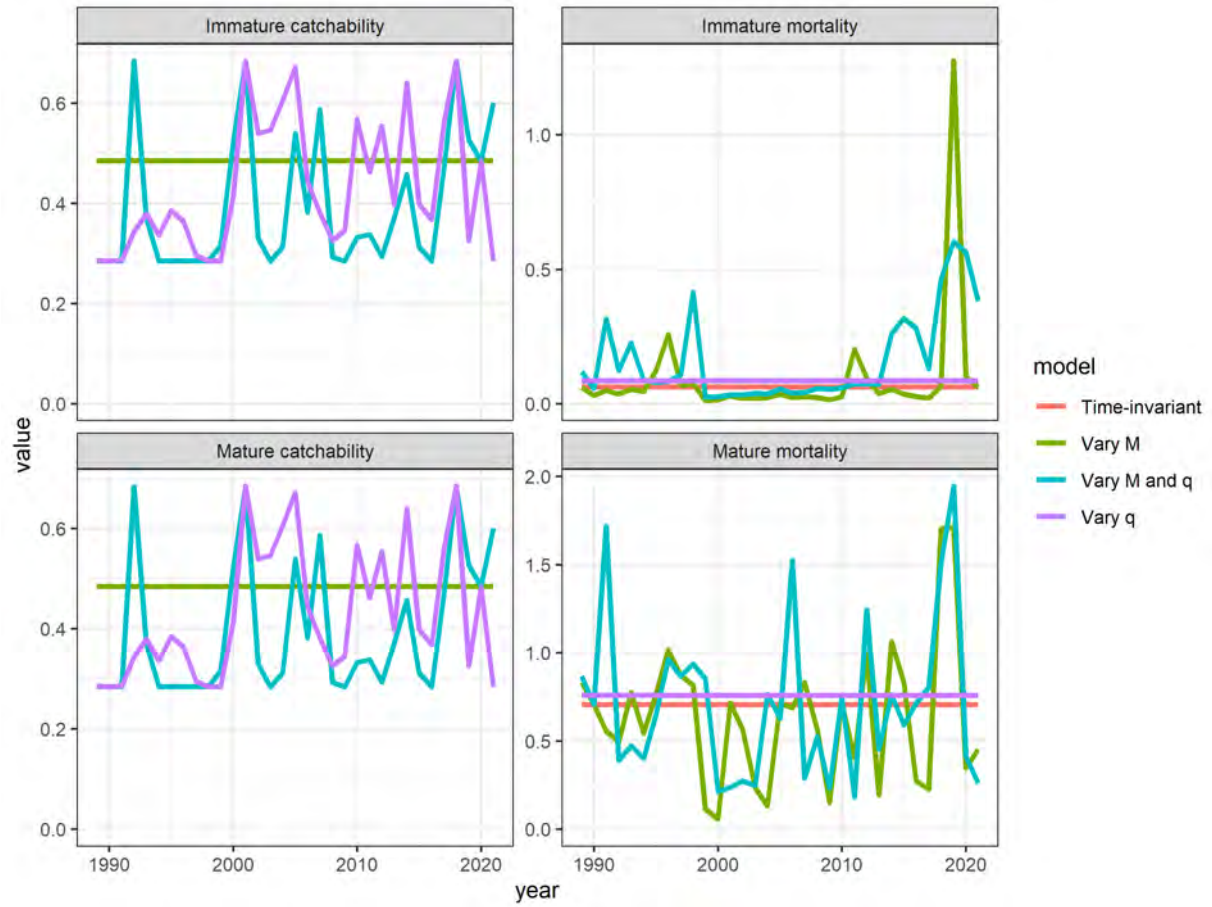 Immature catchability
Immature mortality
0.6
0.4
0.2
0.0
1.0
0.5
0.0
Mature catchability
Mature mortality
0.6
0.4
0.2
0.0
2.0
1.5
1.0
0.5
0.0
1990 2000 2010 2020
1990 2000 2010 2020
value
year
model
Time-invariant
Vary M
Vary M and q
Vary q